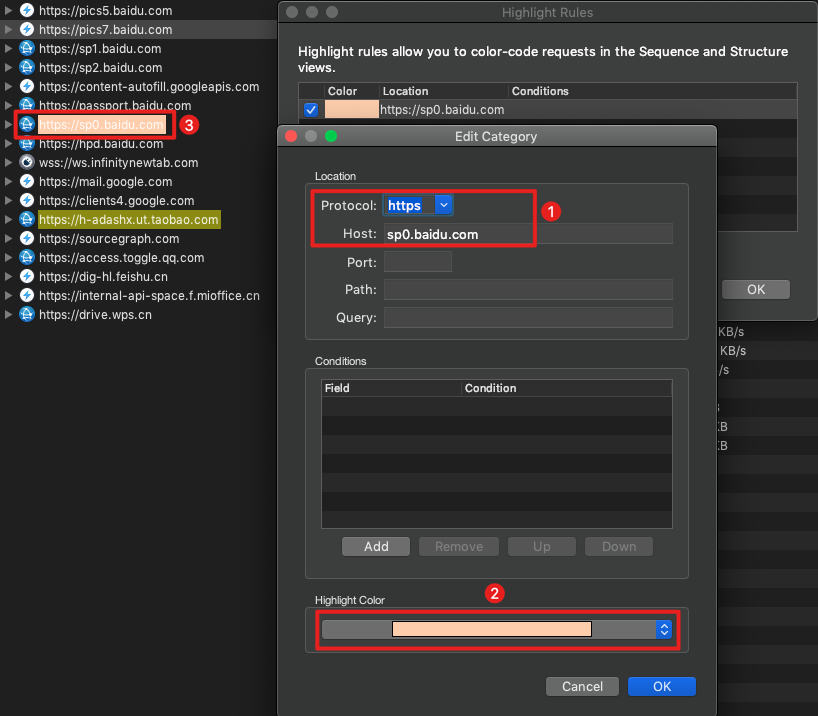 https://pics5.baidu.com
https://pics7.baidu.com
https://sp1.baidu.com
https://sp2.baidu.com
https://content-autofill.googleapis.com
https://passport.baidu.com
https://sp0.baidu.com
3
https://hpd.baidu.com
wss://ws.infinitynewtab.com
https://mail.google.com
https://clients4.google.com
https://h-adashx.ut.taobao.com
https://sourcegraph.com
https://access.toggle.qq.com
https://dig-hl.feishu.cn
https://internal-api-space.f.mioffice.cn
https://drive.wps.cn
Highlight Rules
Highlight rules allow you to color-code requests in the Sequence and Structure
views.
Color Location Conditions
https://sp0.baidu.com
OK
Edit Category
Location
Protocol: https
1
Host: sp0.baidu.com
Port:
Path:
Query:
Conditions
Field Condition
Add Remove Up Down
Highlight Color
2
Cancel OK
KB/s
KB/s
/s
KB
KB